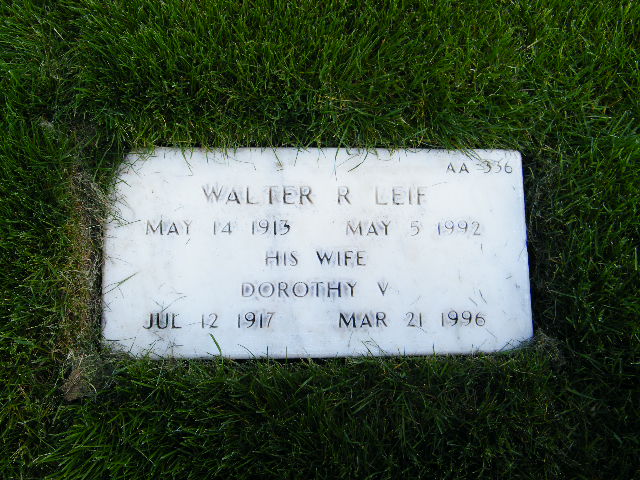 AA-336
WALTER R LEIF
MAY 14 1913 MAY 5 1992
HIS WIFE
DOROTHY V
JUL 12 1917 MAR 21 1996